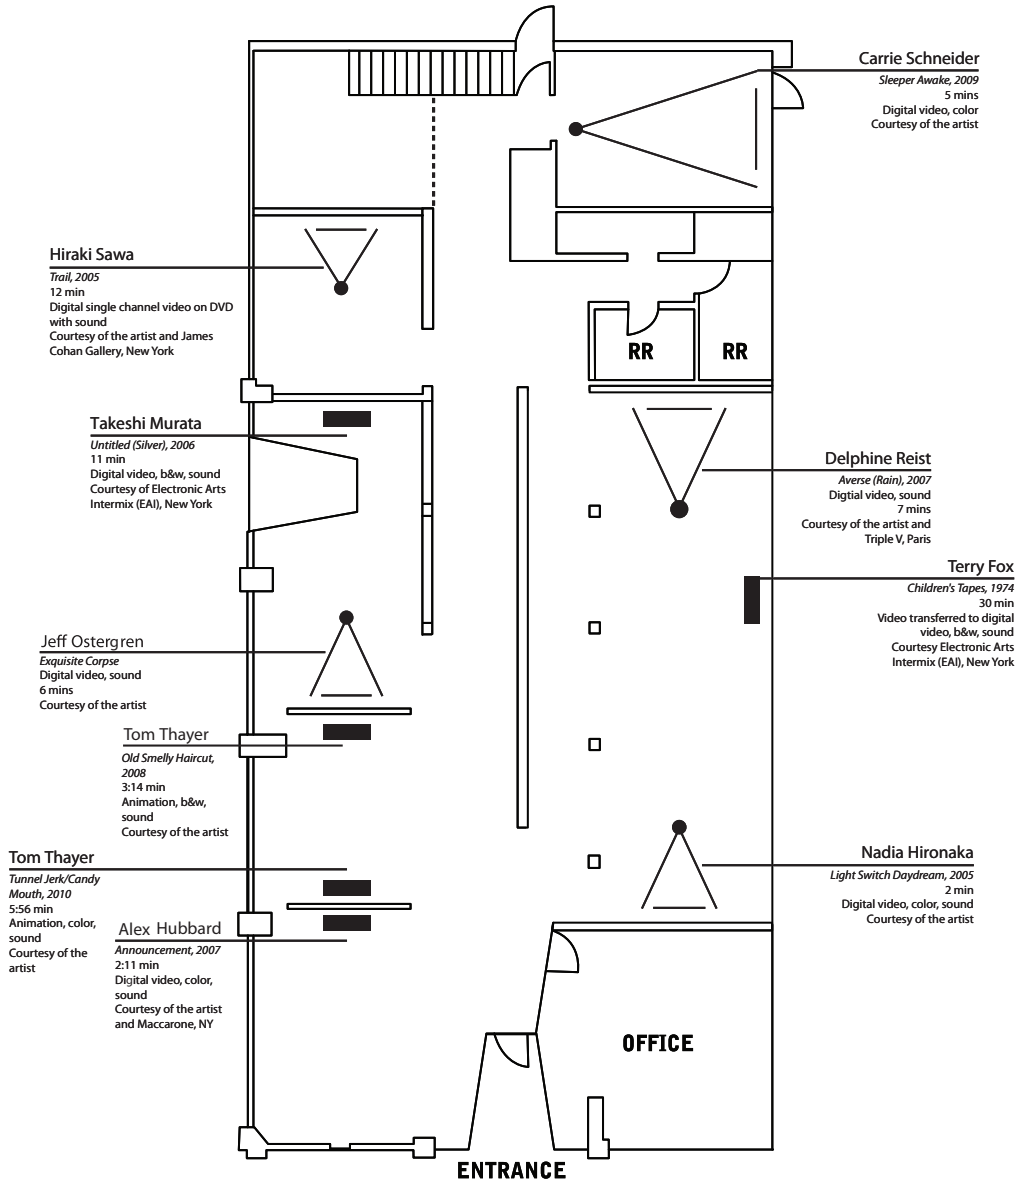 Carrie Schneider
Sleeper Awake, 2009
5 mins
Digital video, color
Courtesy of the artist
Hiraki Sawa
Trail, 2005
12 min
Digital single channel video on DVD
with sound
Courtesy of the artist and James
Cohan Gallery, New York
RR
RR
Takeshi Murata
Untitled (Silver), 2006
11 min
Digital video, b&w, sound
Courtesy of Electronic Arts
Intermix (EAI), New York
Delphine Reist
Averse (Rain), 2007
Digtial video, sound
7 mins
Courtesy of the artist and
Triple V, Paris
Terry Fox
Children's Tapes, 1974
30 min
Video transferred to digital
video, b&w, sound
Courtesy Electronic Arts
Intermix (EAI), New York
Jeff Ostergren
Exquisite Corpse
Digital video, sound
6 mins
Courtesy of the artist
Tom Thayer
Old Smelly Haircut,
2008
3:14 min
Animation, b&w,
sound
Courtesy of the artist
Tom Thayer
Tunnel Jerk/Candy
Mouth, 2010
5:56 min
Animation, color,
sound
Courtesy of the
artist
Nadia Hironaka
Light Switch Daydream, 2005
2 min
Digital video, color, sound
Courtesy of the artist
Alex Hubbard
Announcement, 2007
2:11 min
Digital video, color,
sound
Courtesy of the artist
and Maccarone, NY
OFFICE
ENTRANCE